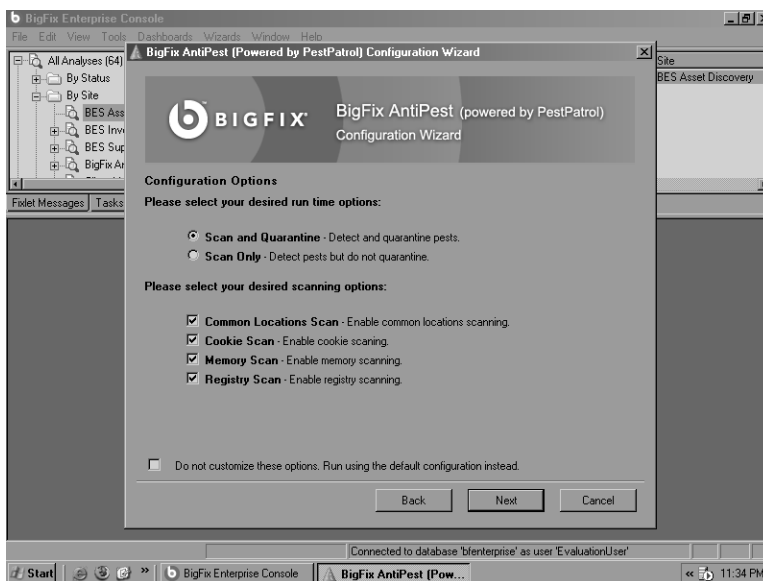 BigFix Enterprise Console
File Edit View Tools Dashboards Wizards Window Help
BigFix AntiPest (Powered by PestPatrol) Configuration Wizard
All Analyses (64)
Site
By Status
BES Asset Discovery
By Site
BES Ass
BES Inv
BES Sup
BigFix An
Fixlet Messages Tasks
BIGFIX
BigFix AntiPest (powered by PestPatrol)
Configuration Wizard
Configuration Options
Please select your desired run time options:
Scan and Quarantine - Detect and quarantine pests.
Scan Only - Detect pests but do not quarantine.
Please select your desired scanning options:
Common Locations Scan - Enable common locations scanning.
Cookie Scan - Enable cookie scaning.
Memory Scan - Enable memory scanning.
Registry Scan - Enable registry scanning.
Do not customize these options. Run using the default configuration instead.
Back Next Cancel
Connected to database 'bfenterprise' as user 'EvaluationUser'
Start » BigFix Enterprise Console BigFix AntiPest (Pow... « 11:34 PM